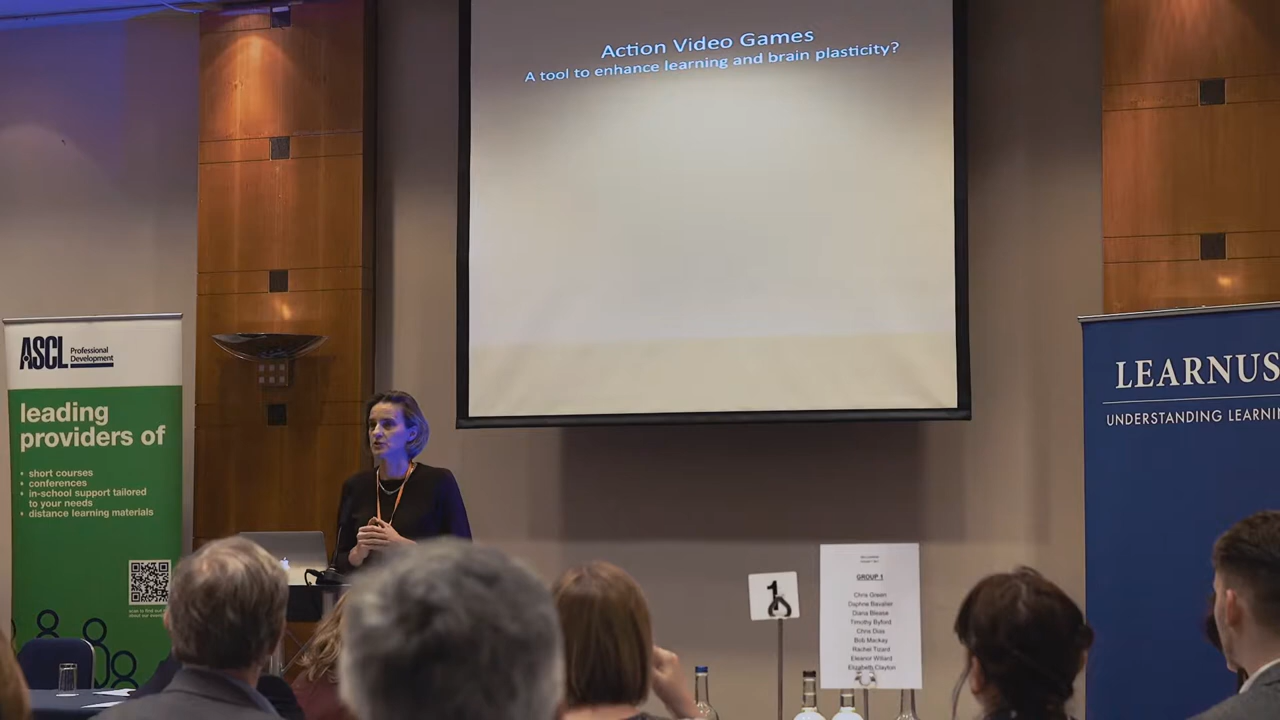 Action Video Games
A tool to enhance learning and brain plasticity?
ASCL Professional
Development
leading
providers of
• short courses
• conferences
• in-school support tailored
to your needs
• distance learning materials
LEARNUS
UNDERSTANDING LEARNIN
1
GROUP 1
Chris Green
Daphne Bavalier
Diana Blease
Timothy Byford
Chris Dias
Bob Mackay
Rachel Tizard
Eleanor Willard
Elizabeth Clayton